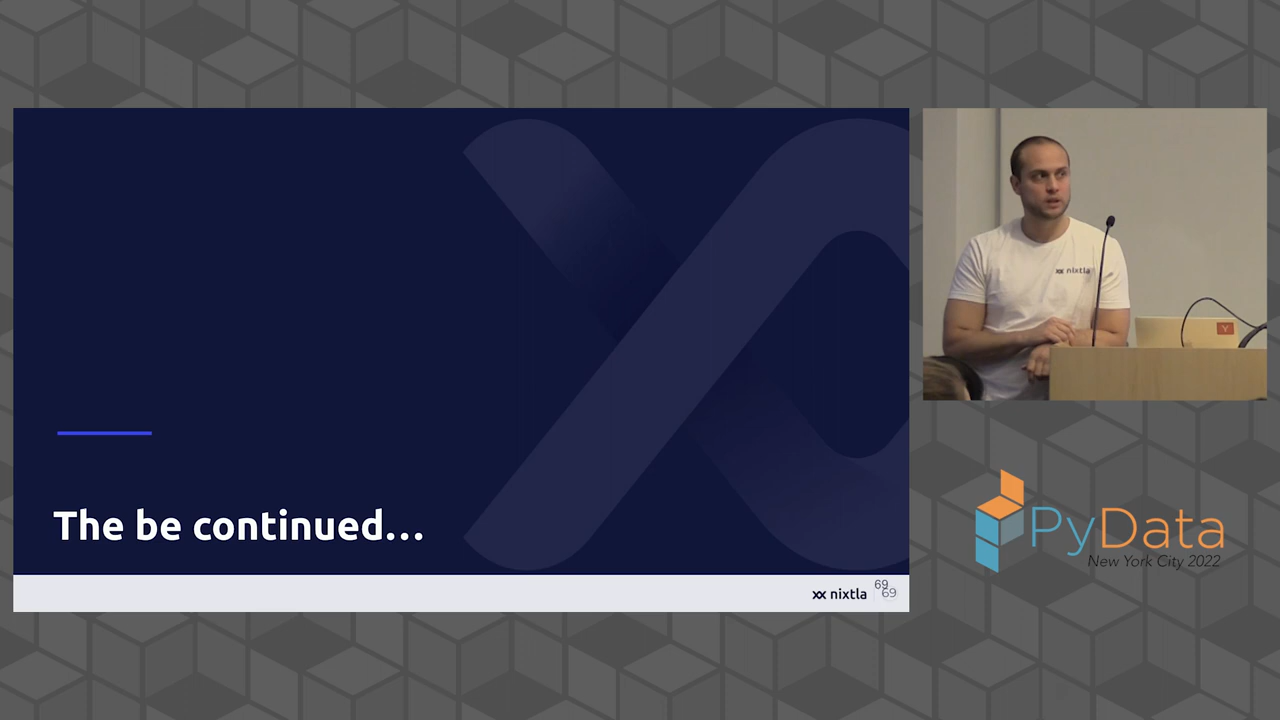 The be continued...
nixtla
69
69
nixtla
Y
PyData
New York City 2022